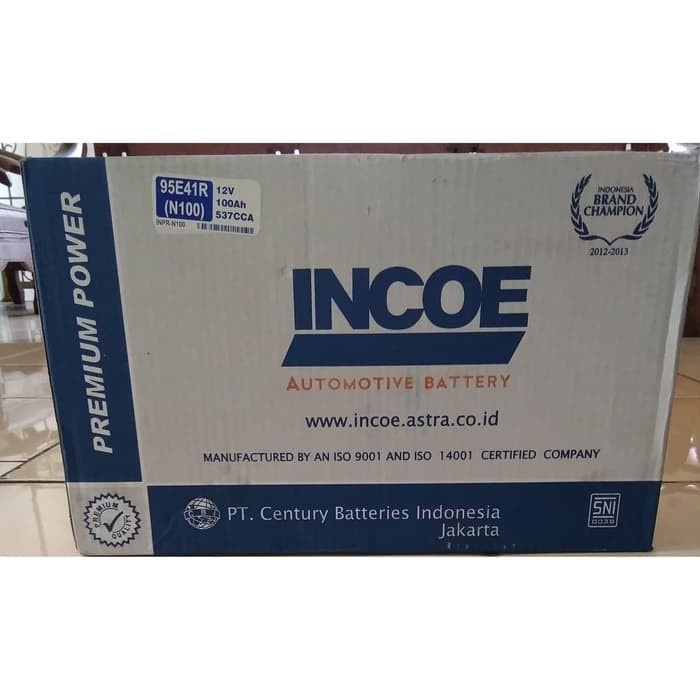 95E41R
(N100)
12V
100Ah
537CCA
INPR-N100
INDONESIA
BRAND
CHAMPION
2012-2013
PREMIUM POWER
INCOE
AUTOMOTIVE BATTERY
www.incoe.astra.co.id
MANUFACTURED BY AN ISO 9001 AND ISO 14001 CERTIFIED COMPANY
PREMIUM
QUALITY
PT. Century Batteries Indonesia
Jakarta
SNI